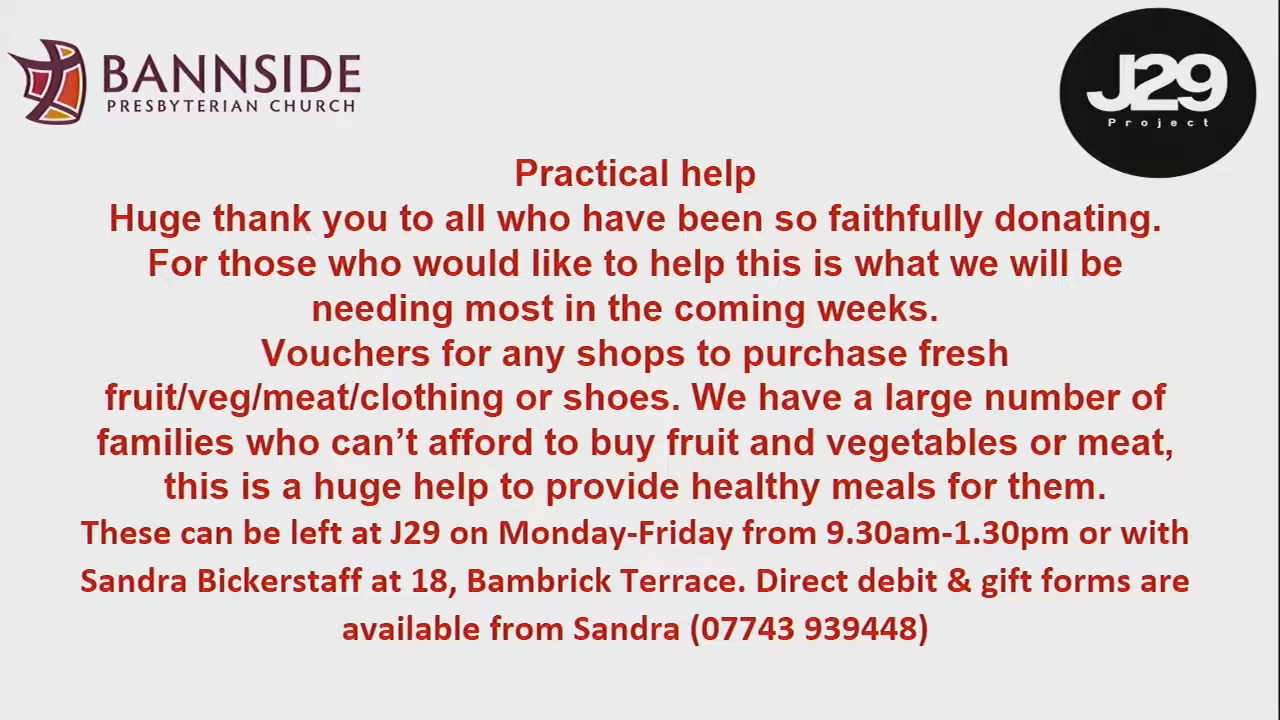 BANNSIDE
PRESBYTERIAN CHURCH
J29
Project
Practical help
Huge thank you to all who have been so faithfully donating.
For those who would like to help this is what we will be
needing most in the coming weeks.
Vouchers for any shops to purchase fresh
fruit/veg/meat/clothing or shoes. We have a large number of
families who can’t afford to buy fruit and vegetables or meat,
this is a huge help to provide healthy meals for them.
These can be left at J29 on Monday-Friday from 9.30am-1.30pm or with
Sandra Bickerstaff at 18, Bambrick Terrace. Direct debit & gift forms are
available from Sandra (07743 939448)